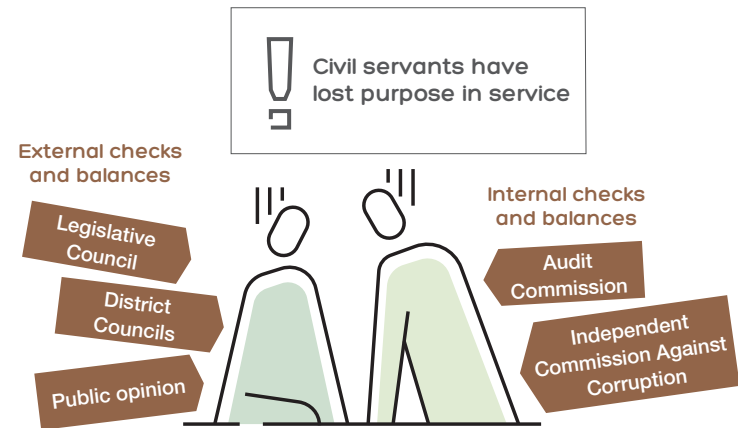 Civil servants have
lost purpose in service
External checks
and balances
Legislative
Council
District
Councils
Public opinion
Internal checks
and balances
Audit
Commission
Independent
Commission Against
Corruption